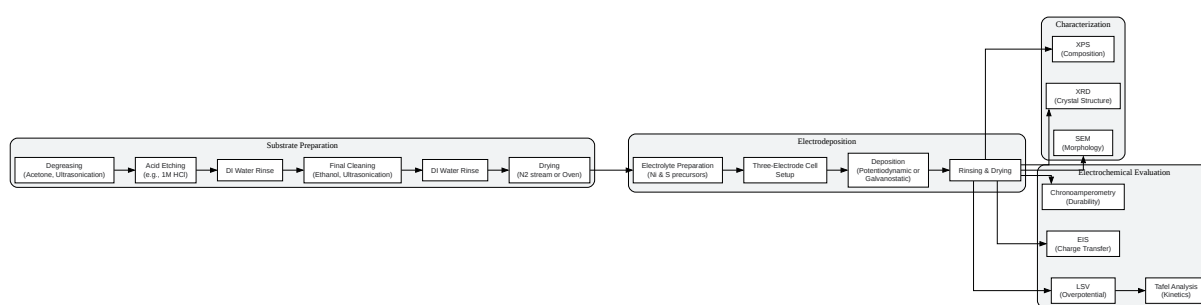 Substrate Preparation
Degreasing
(Acetone, Ultrasonication)
Acid Etching
(e.g., 1M HCl)
DI Water Rinse
Final Cleaning
(Ethanol, Ultrasonication)
DI Water Rinse
Drying
(N2 stream or Oven)
Electrodeposition
Electrolyte Preparation
(Ni & S precursors)
Three-Electrode Cell
Setup
Deposition
(Potentiodynamic or
Galvanostatic)
Rinsing & Drying
Characterization
XPS
(Composition)
XRD
(Crystal Structure)
SEM
(Morphology)
Electrochemical Evaluation
Chronoamperometry
(Durability)
EIS
(Charge Transfer)
LSV
(Overpotential)
Tafel Analysis
(Kinetics)